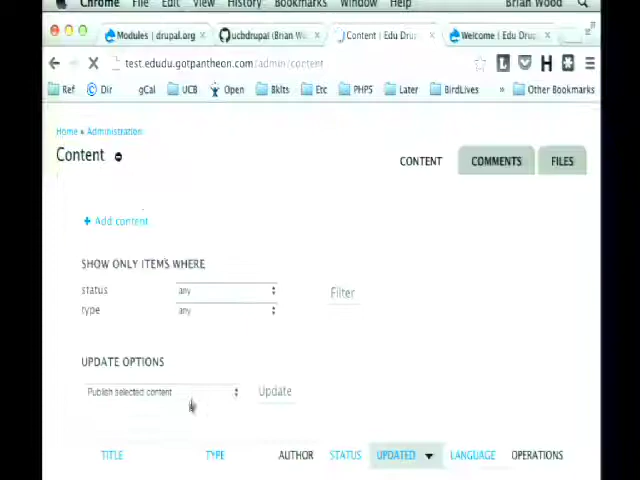 Chrome File Edit View History Bookmarks Window Help Brian Wood
Modules | drupal.org × uchdrupal (Brian W × Content | Edu Dru × Welcome | Edu Dru ×
test.edudu.gotpantheon.com/admin/content
Ref Dir gCal UCB Open Bklts Etc PHPS Later BirdLives » Other Bookmarks
Home » Administration
Content
CONTENT COMMENTS FILES
+ Add content
SHOW ONLY ITEMS WHERE
status any
Filter
type any
UPDATE OPTIONS
Publish selected content Update
TITLE TYPE AUTHOR STATUS UPDATED LANGUAGE OPERATIONS